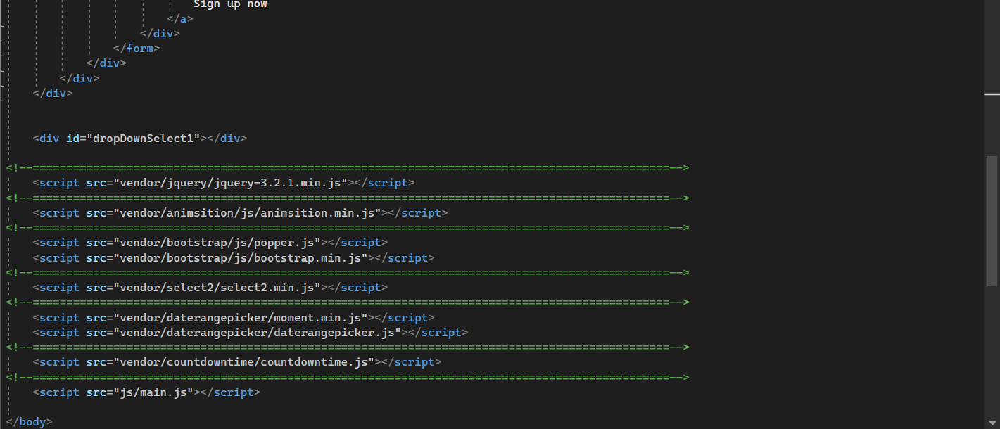 Sign up now
</a>
</div>
</form>
</div>
</div>
</div>
<div id="dropDownSelect1"></div>
<!--===============================================================================================-->
<script src="vendor/jquery/jquery-3.2.1.min.js"></script>
<!--===============================================================================================-->
<script src="vendor/animsition/js/animsition.min.js"></script>
<!--===============================================================================================-->
<script src="vendor/bootstrap/js/popper.js"></script>
<script src="vendor/bootstrap/js/bootstrap.min.js"></script>
<!--===============================================================================================-->
<script src="vendor/select2/select2.min.js"></script>
<!--===============================================================================================-->
<script src="vendor/daterangepicker/moment.min.js"></script>
<script src="vendor/daterangepicker/daterangepicker.js"></script>
<!--===============================================================================================-->
<script src="vendor/countdowntime/countdowntime.js"></script>
<!--===============================================================================================-->
<script src="js/main.js"></script>
</body>